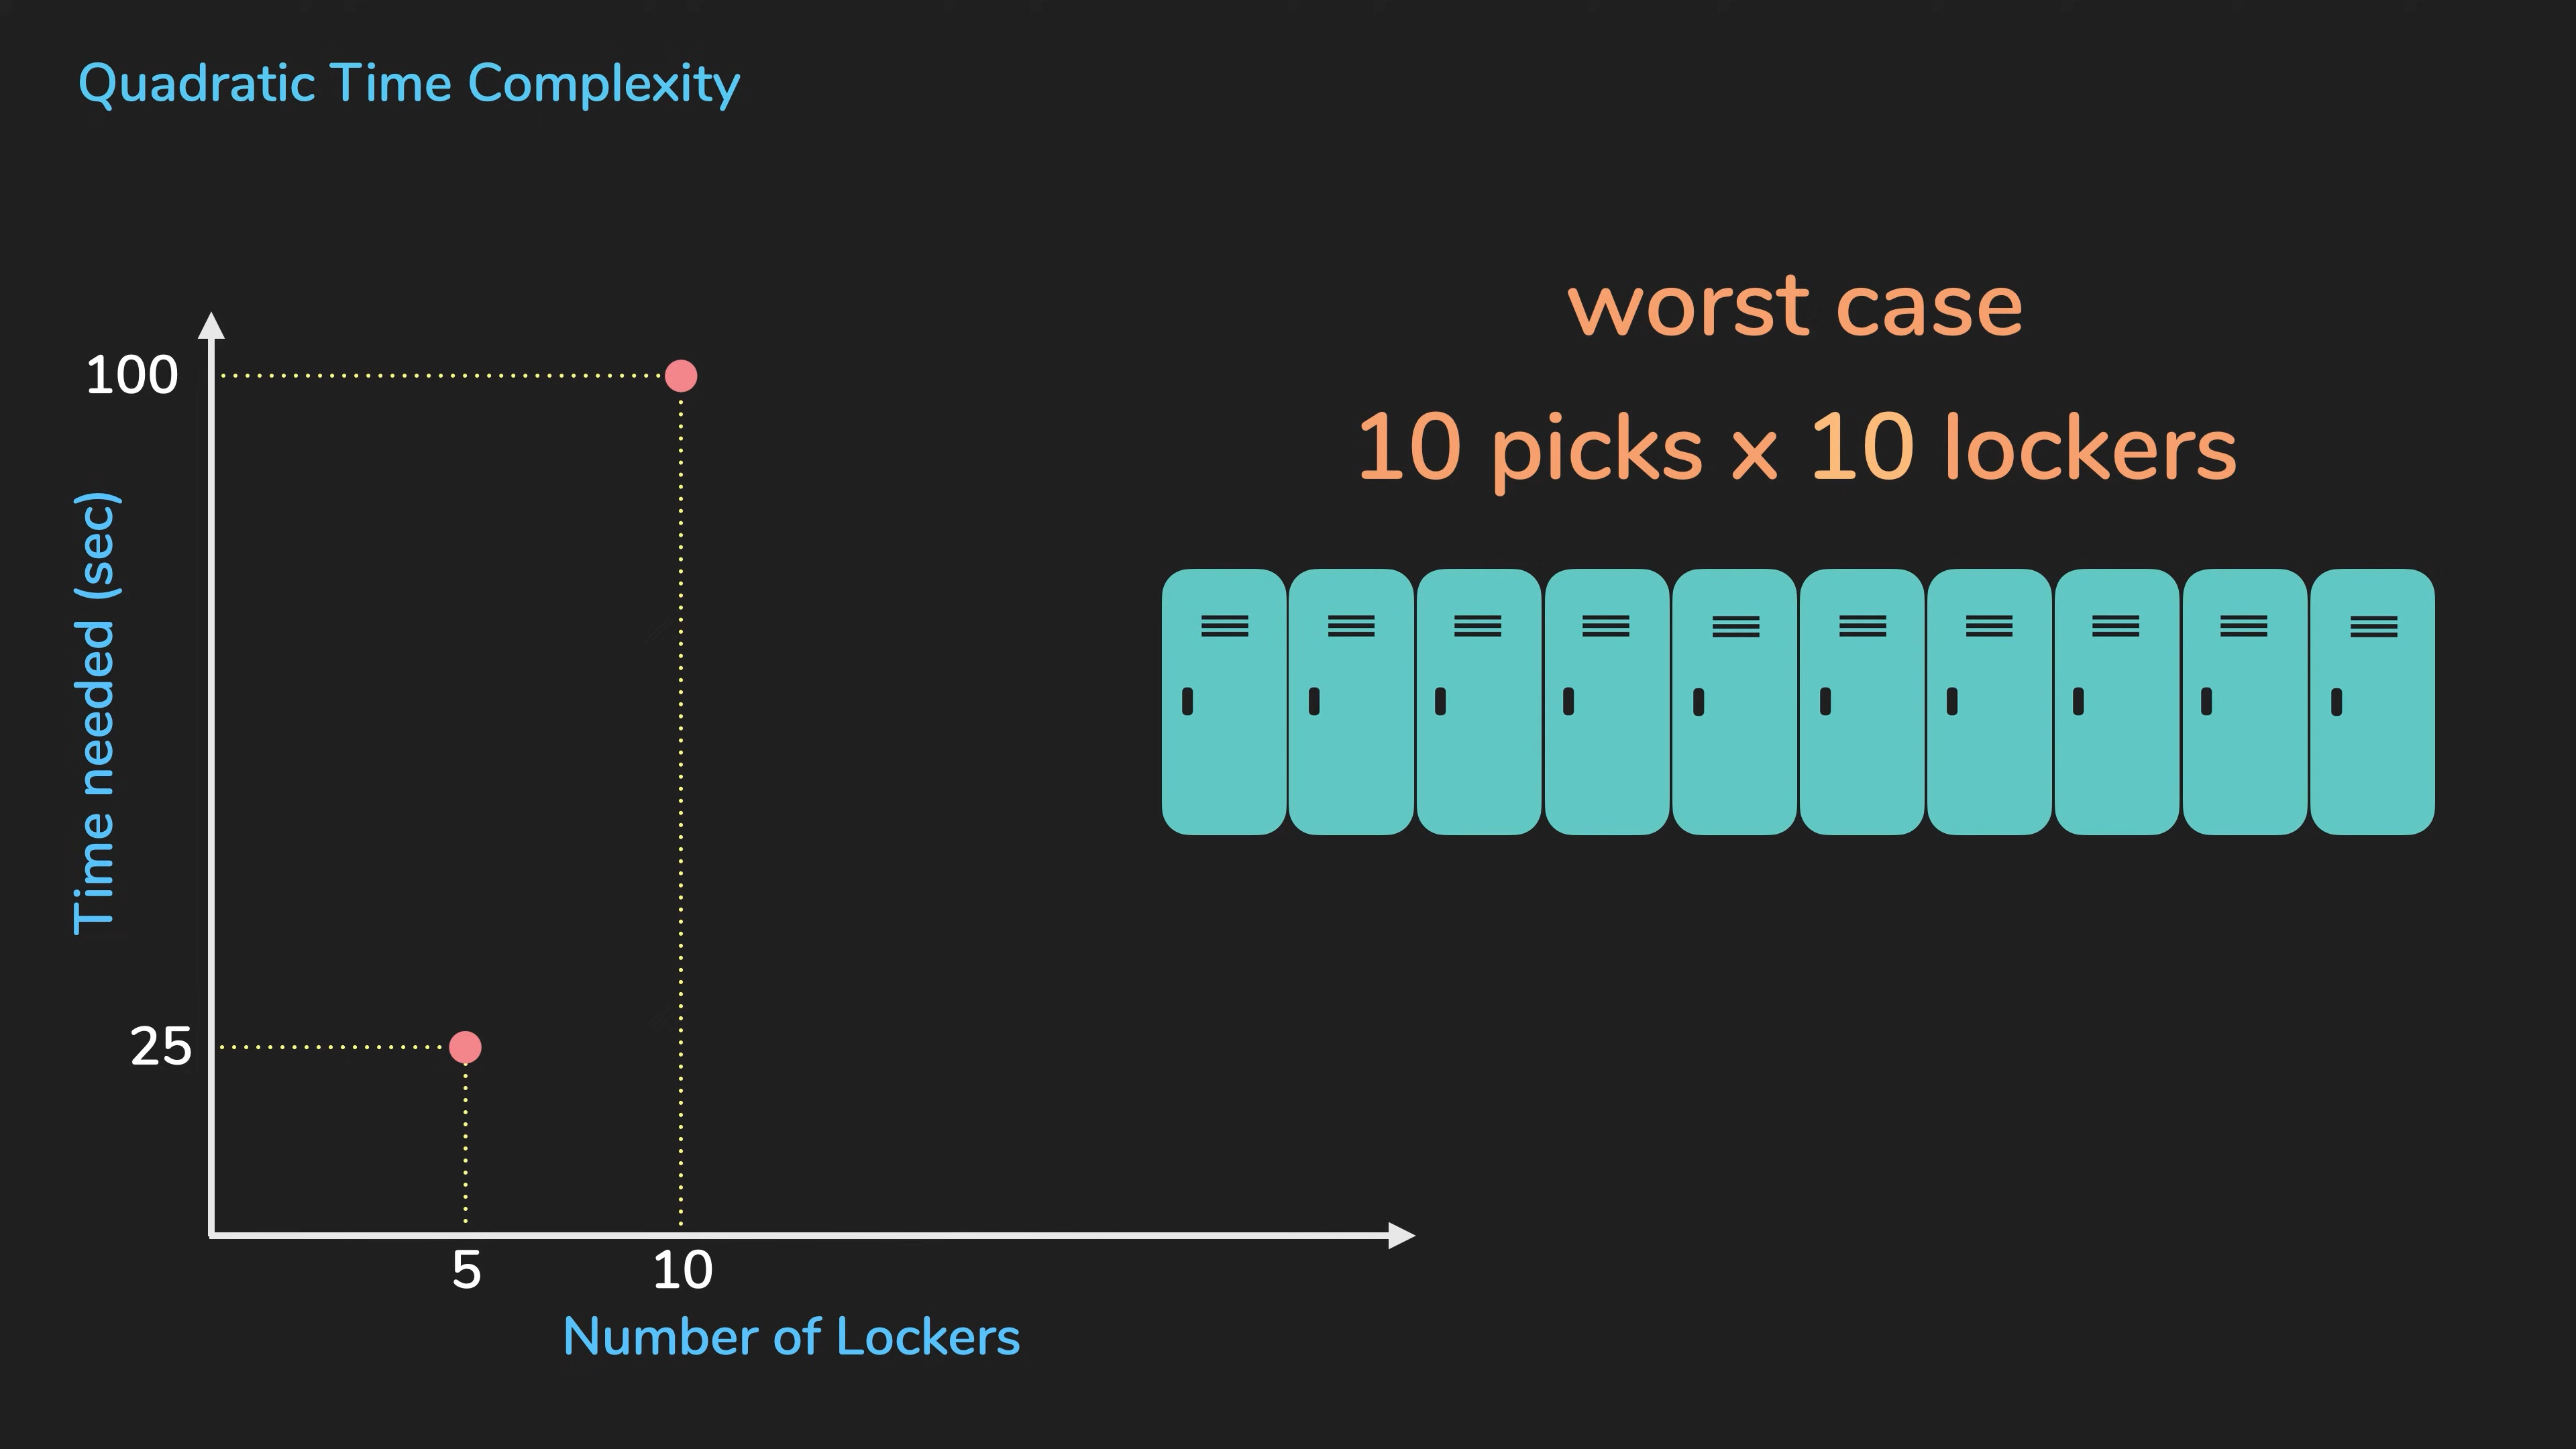 Quadratic Time Complexity
worst case
10 picks x 10 lockers
100
25
Time needed (sec)
5
10
Number of Lockers